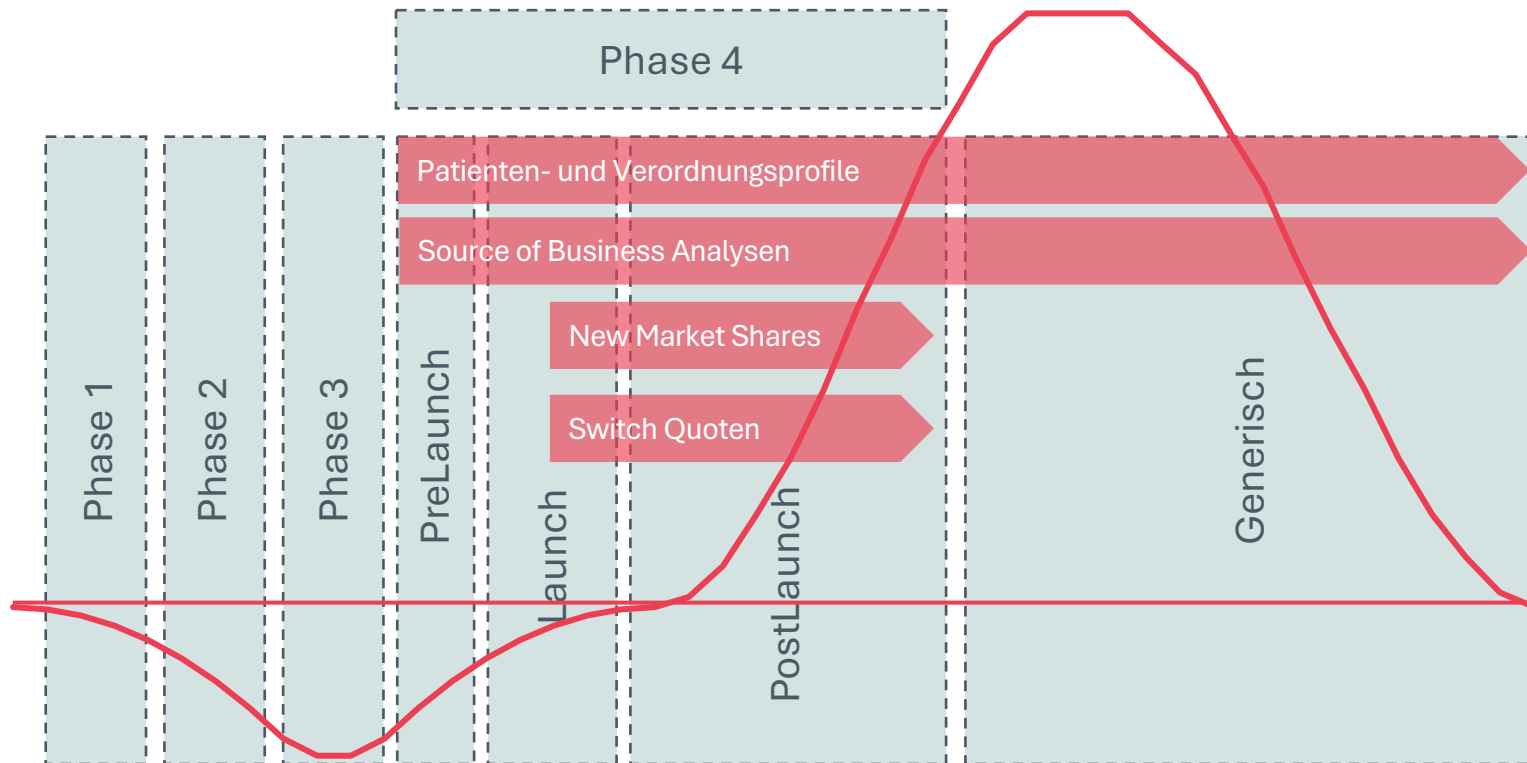 Phase 4
Patienten- und Verordnungsprofile
Source of Business Analysen
New Market Shares
Switch Quoten
Phase 1
Phase 2
Phase 3
PreLaunch
Launch
PostLaunch
Generisch